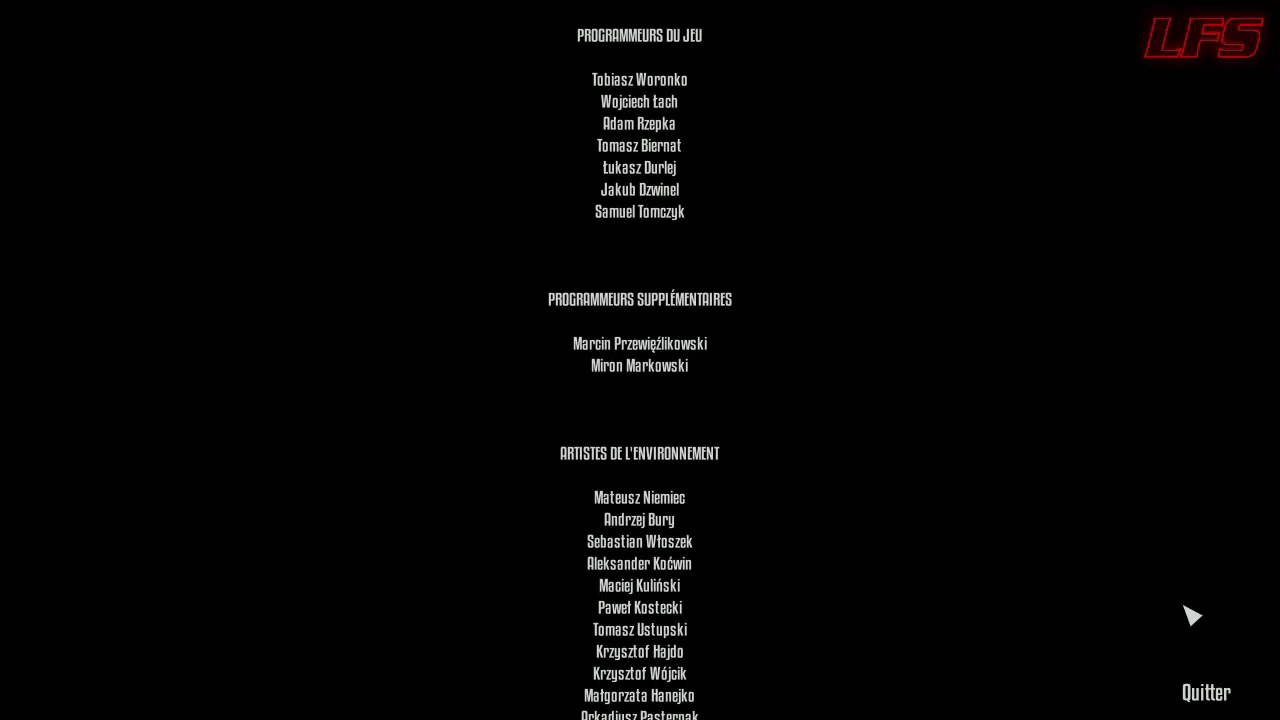 LFS
PROGRAMMEURS DU JEU
Tobiasz Woronko
Wojciech Łach
Adam Rzepka
Tomasz Biernat
Łukasz Durlej
Jakub Dzwinel
Samuel Tomczyk
PROGRAMMEURS SUPPLÉMENTAIRES
Marcin Przewięźlikowski
Miron Markowski
ARTISTES DE L'ENVIRONNEMENT
Mateusz Niemiec
Andrzej Bury
Sebastian Włoszek
Aleksander Koćwin
Maciej Kuliński
Paweł Kostecki
Tomasz Ustupski
Krzysztof Hajdo
Krzysztof Wójcik
Małgorzata Hanejko
Arkadiusz Pasternak
Quitter